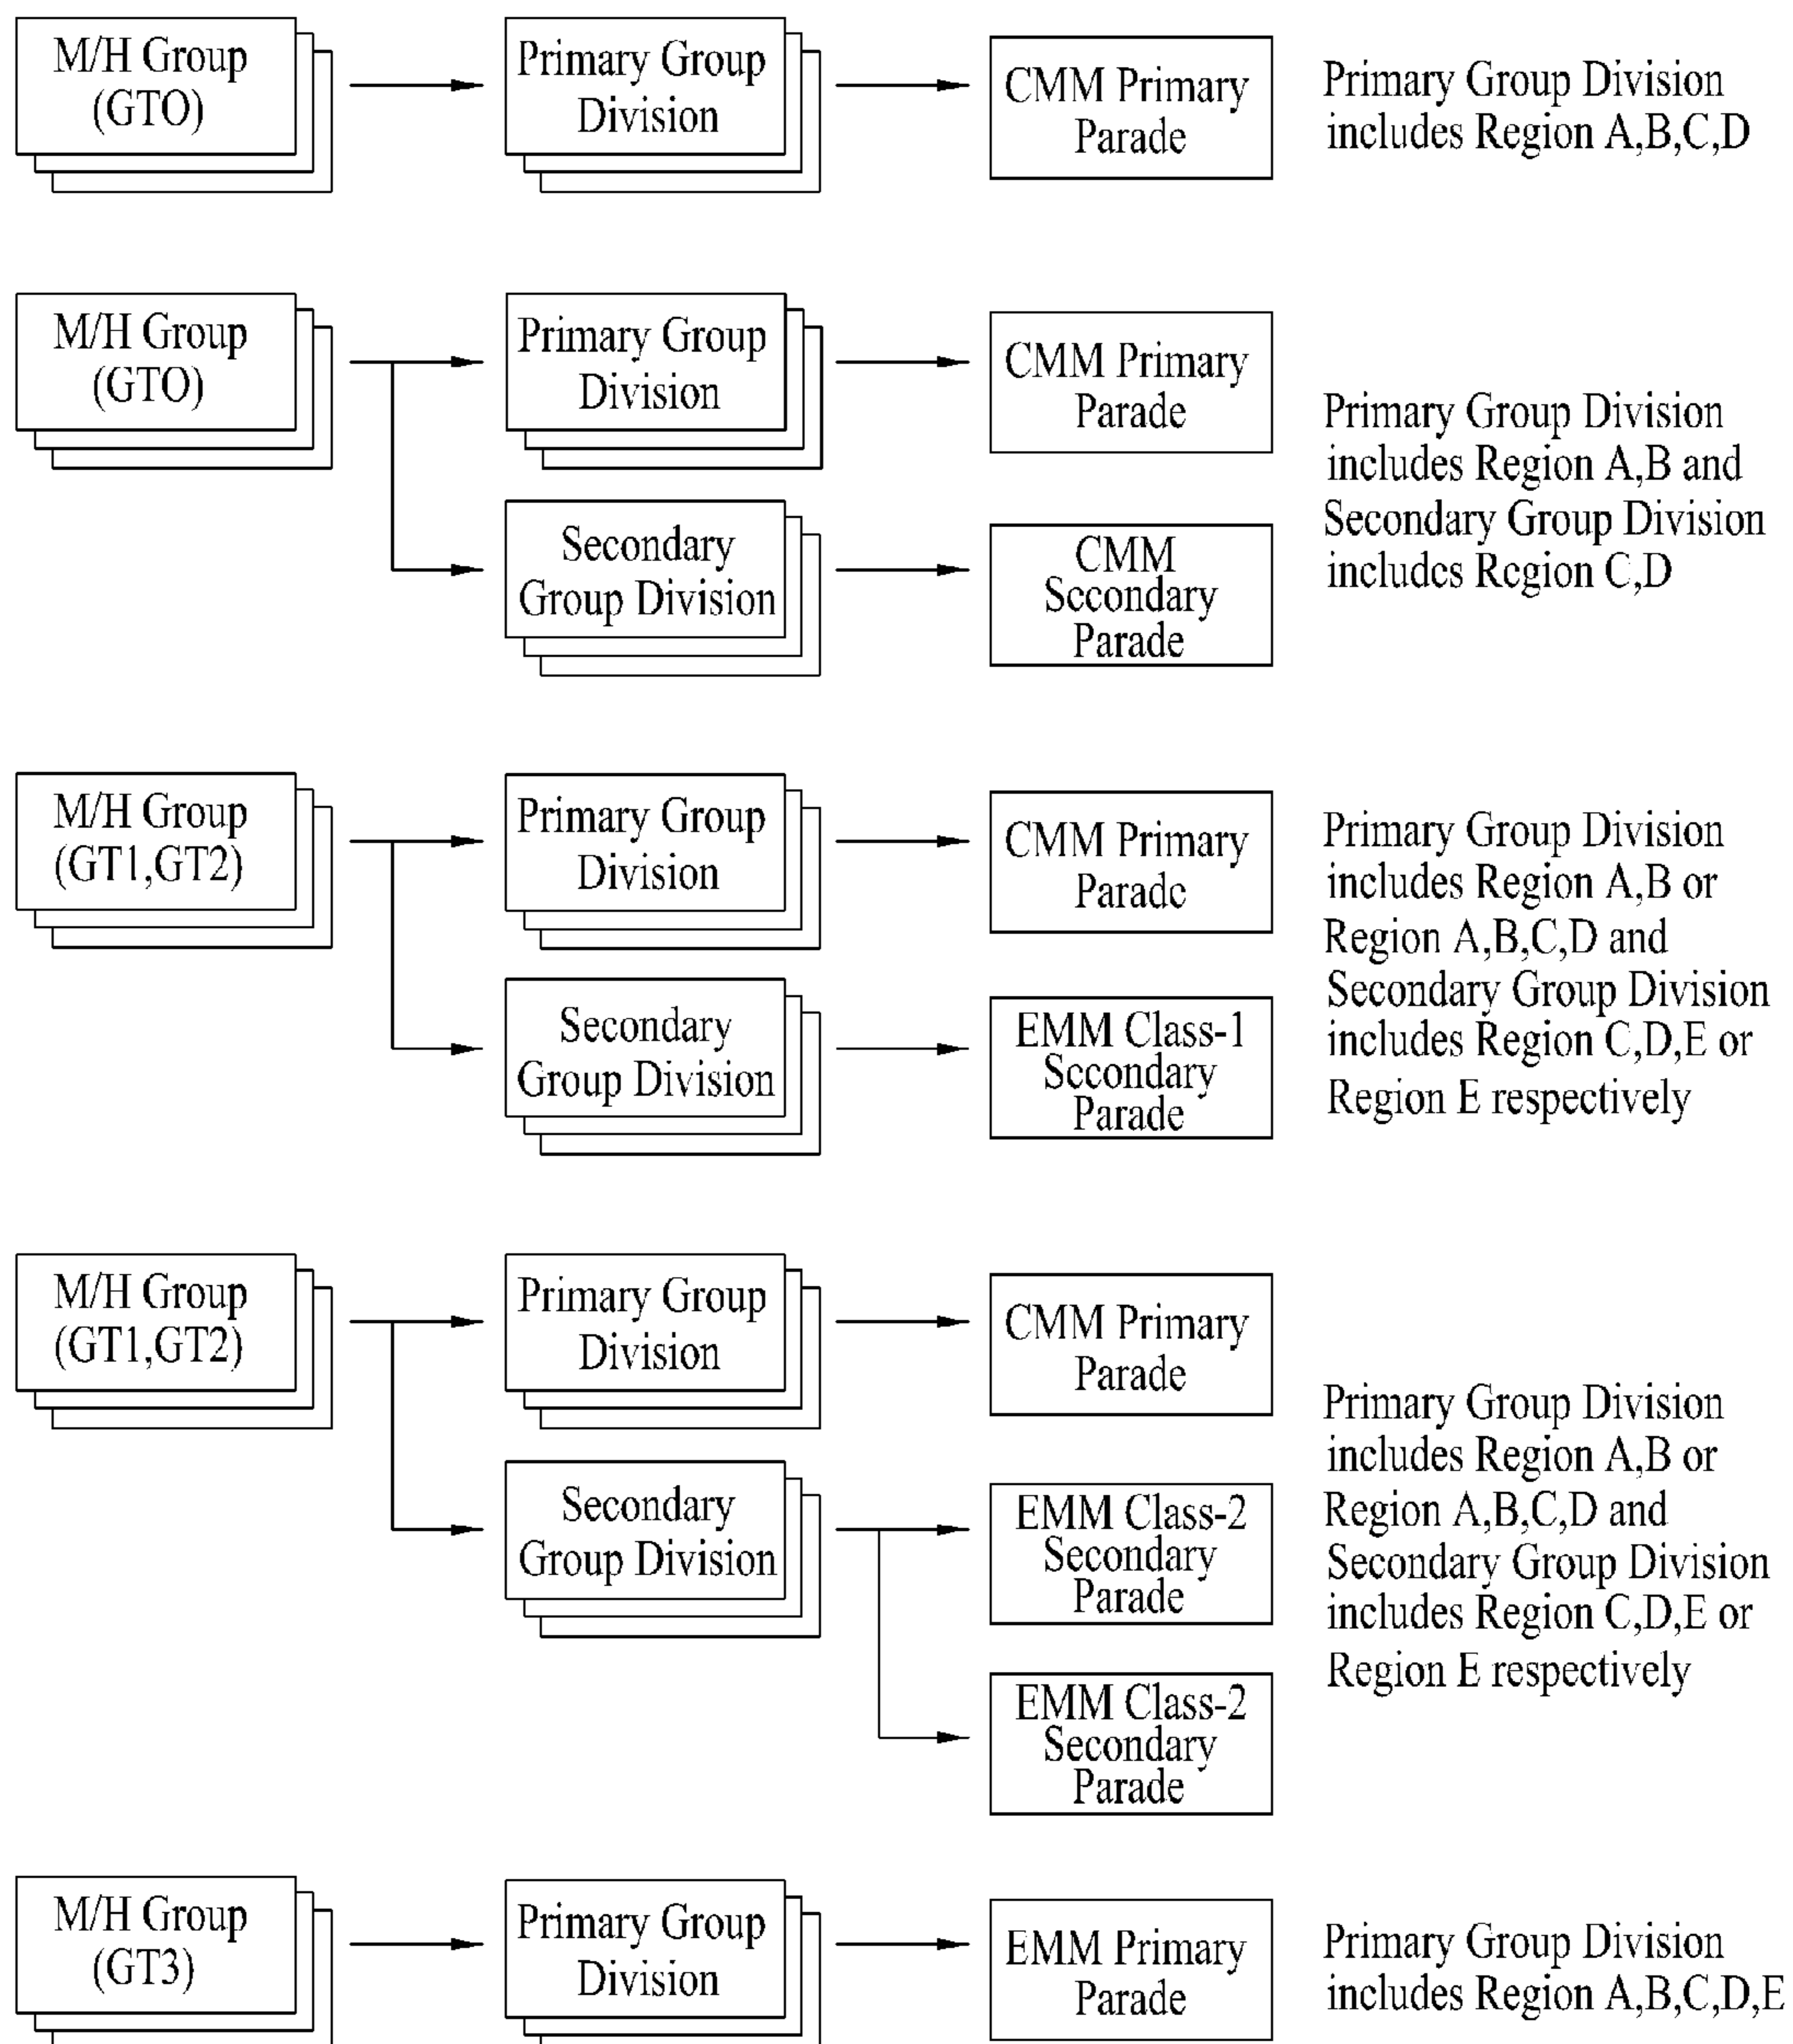 M/H Group
(GTO)
Primary Group
Division
CMM Primary
Parade
Primary Group Division
includes Region A,B,C,D
M/H Group
(GTO)
Primary Group
Division
CMM Primary
Parade
Secondary
Group Division
CMM
Secondary
Parade
Primary Group Division
includes Region A,B and
Secondary Group Division
includes Region C,D
M/H Group
(GT1,GT2)
Primary Group
Division
CMM Primary
Parade
Secondary
Group Division
EMM Class-1
Secondary
Parade
Primary Group Division
includes Region A,B or
Region A,B,C,D and
Secondary Group Division
includes Region C,D,E or
Region E respectively
M/H Group
(GT1,GT2)
Primary Group
Division
CMM Primary
Parade
Secondary
Group Division
EMM Class-2
Secondary
Parade
EMM Class-2
Secondary
Parade
Primary Group Division
includes Region A,B or
Region A,B,C,D and
Secondary Group Division
includes Region C,D,E or
Region E respectively
M/H Group
(GT3)
Primary Group
Division
EMM Primary
Parade
Primary Group Division
includes Region A,B,C,D,E